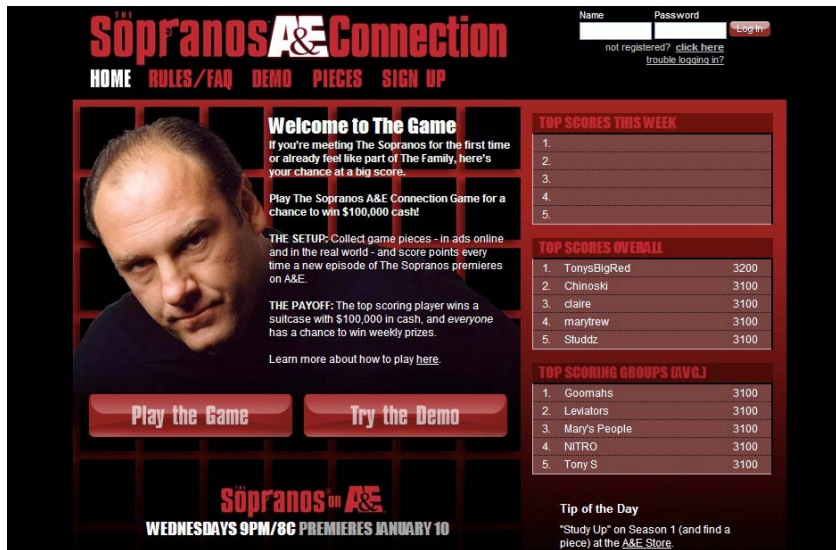 THE Sopranos A&E Connection
Name Password
Log In
not registered? click here
trouble logging in?
HOME RULES/FAQ DEMO PIECES SIGN UP
Welcome to The Game
If you're meeting The Sopranos for the first time
or already feel like part of The Family, here's
your chance at a big score.
Play The Sopranos A&E Connection Game for a
chance to win $100,000 cash!
THE SETUP: Collect game pieces - in ads online
and in the real world - and score points every
time a new episode of The Sopranos premieres
on A&E.
THE PAYOFF: The top scoring player wins a
suitcase with $100,000 in cash, and everyone
has a chance to win weekly prizes.
Learn more about how to play here.
Play the Game
Try the Demo
THE Sopranos on A&E
WEDNESDAYS 9PM/8C PREMIERES JANUARY 10
TOP SCORES THIS WEEK
1.
2.
3.
4.
5.
TOP SCORES OVERALL
1. TonysBigRed 3200
2. Chinoski 3100
3. claire 3100
4. marytrew 3100
5. Studdz 3100
TOP SCORING GROUPS (AVG.)
1. Goomahs 3100
2. Leviators 3100
3. Mary's People 3100
4. NITRO 3100
5. Tony S 3100
Tip of the Day
"Study Up" on Season 1 (and find a
piece) at the A&E Store.